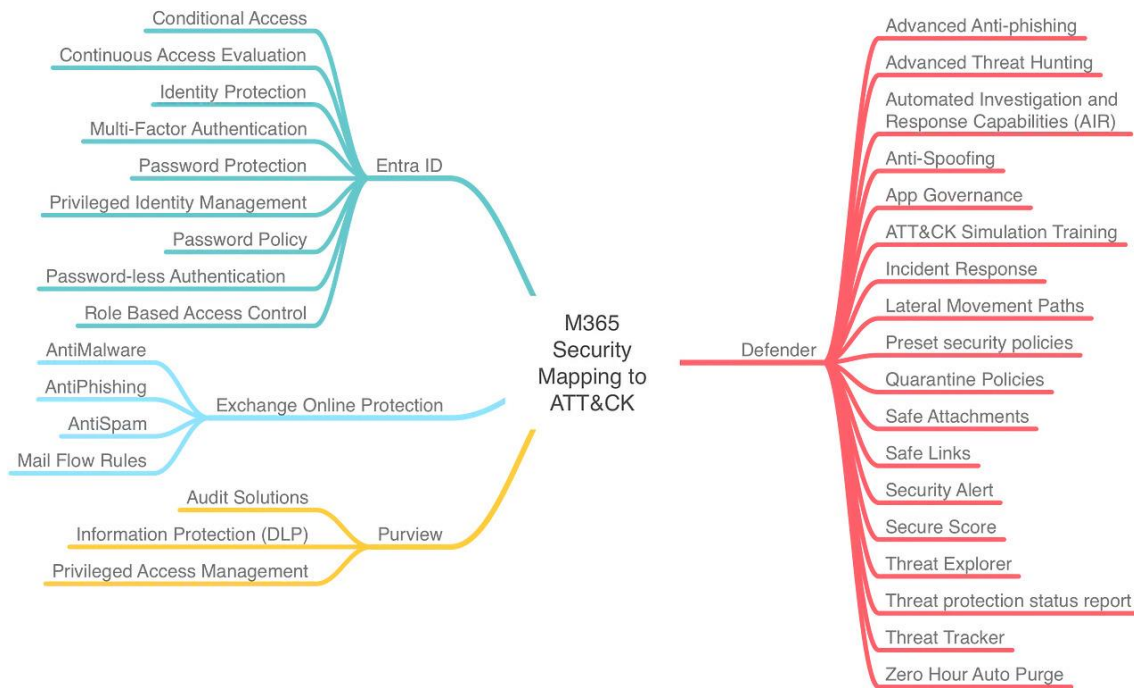 Conditional Access
Continuous Access Evaluation
Identity Protection
Multi-Factor Authentication
Password Protection
Privileged Identity Management
Password Policy
Password-less Authentication
Role Based Access Control
Entra ID
AntiMalware
AntiPhishing
AntiSpam
Mail Flow Rules
Exchange Online Protection
Audit Solutions
Information Protection (DLP)
Privileged Access Management
Purview
M365
Security
Mapping to
ATT&CK
Defender
Advanced Anti-phishing
Advanced Threat Hunting
Automated Investigation and
Response Capabilities (AIR)
Anti-Spoofing
App Governance
ATT&CK Simulation Training
Incident Response
Lateral Movement Paths
Preset security policies
Quarantine Policies
Safe Attachments
Safe Links
Security Alert
Secure Score
Threat Explorer
Threat protection status report
Threat Tracker
Zero Hour Auto Purge